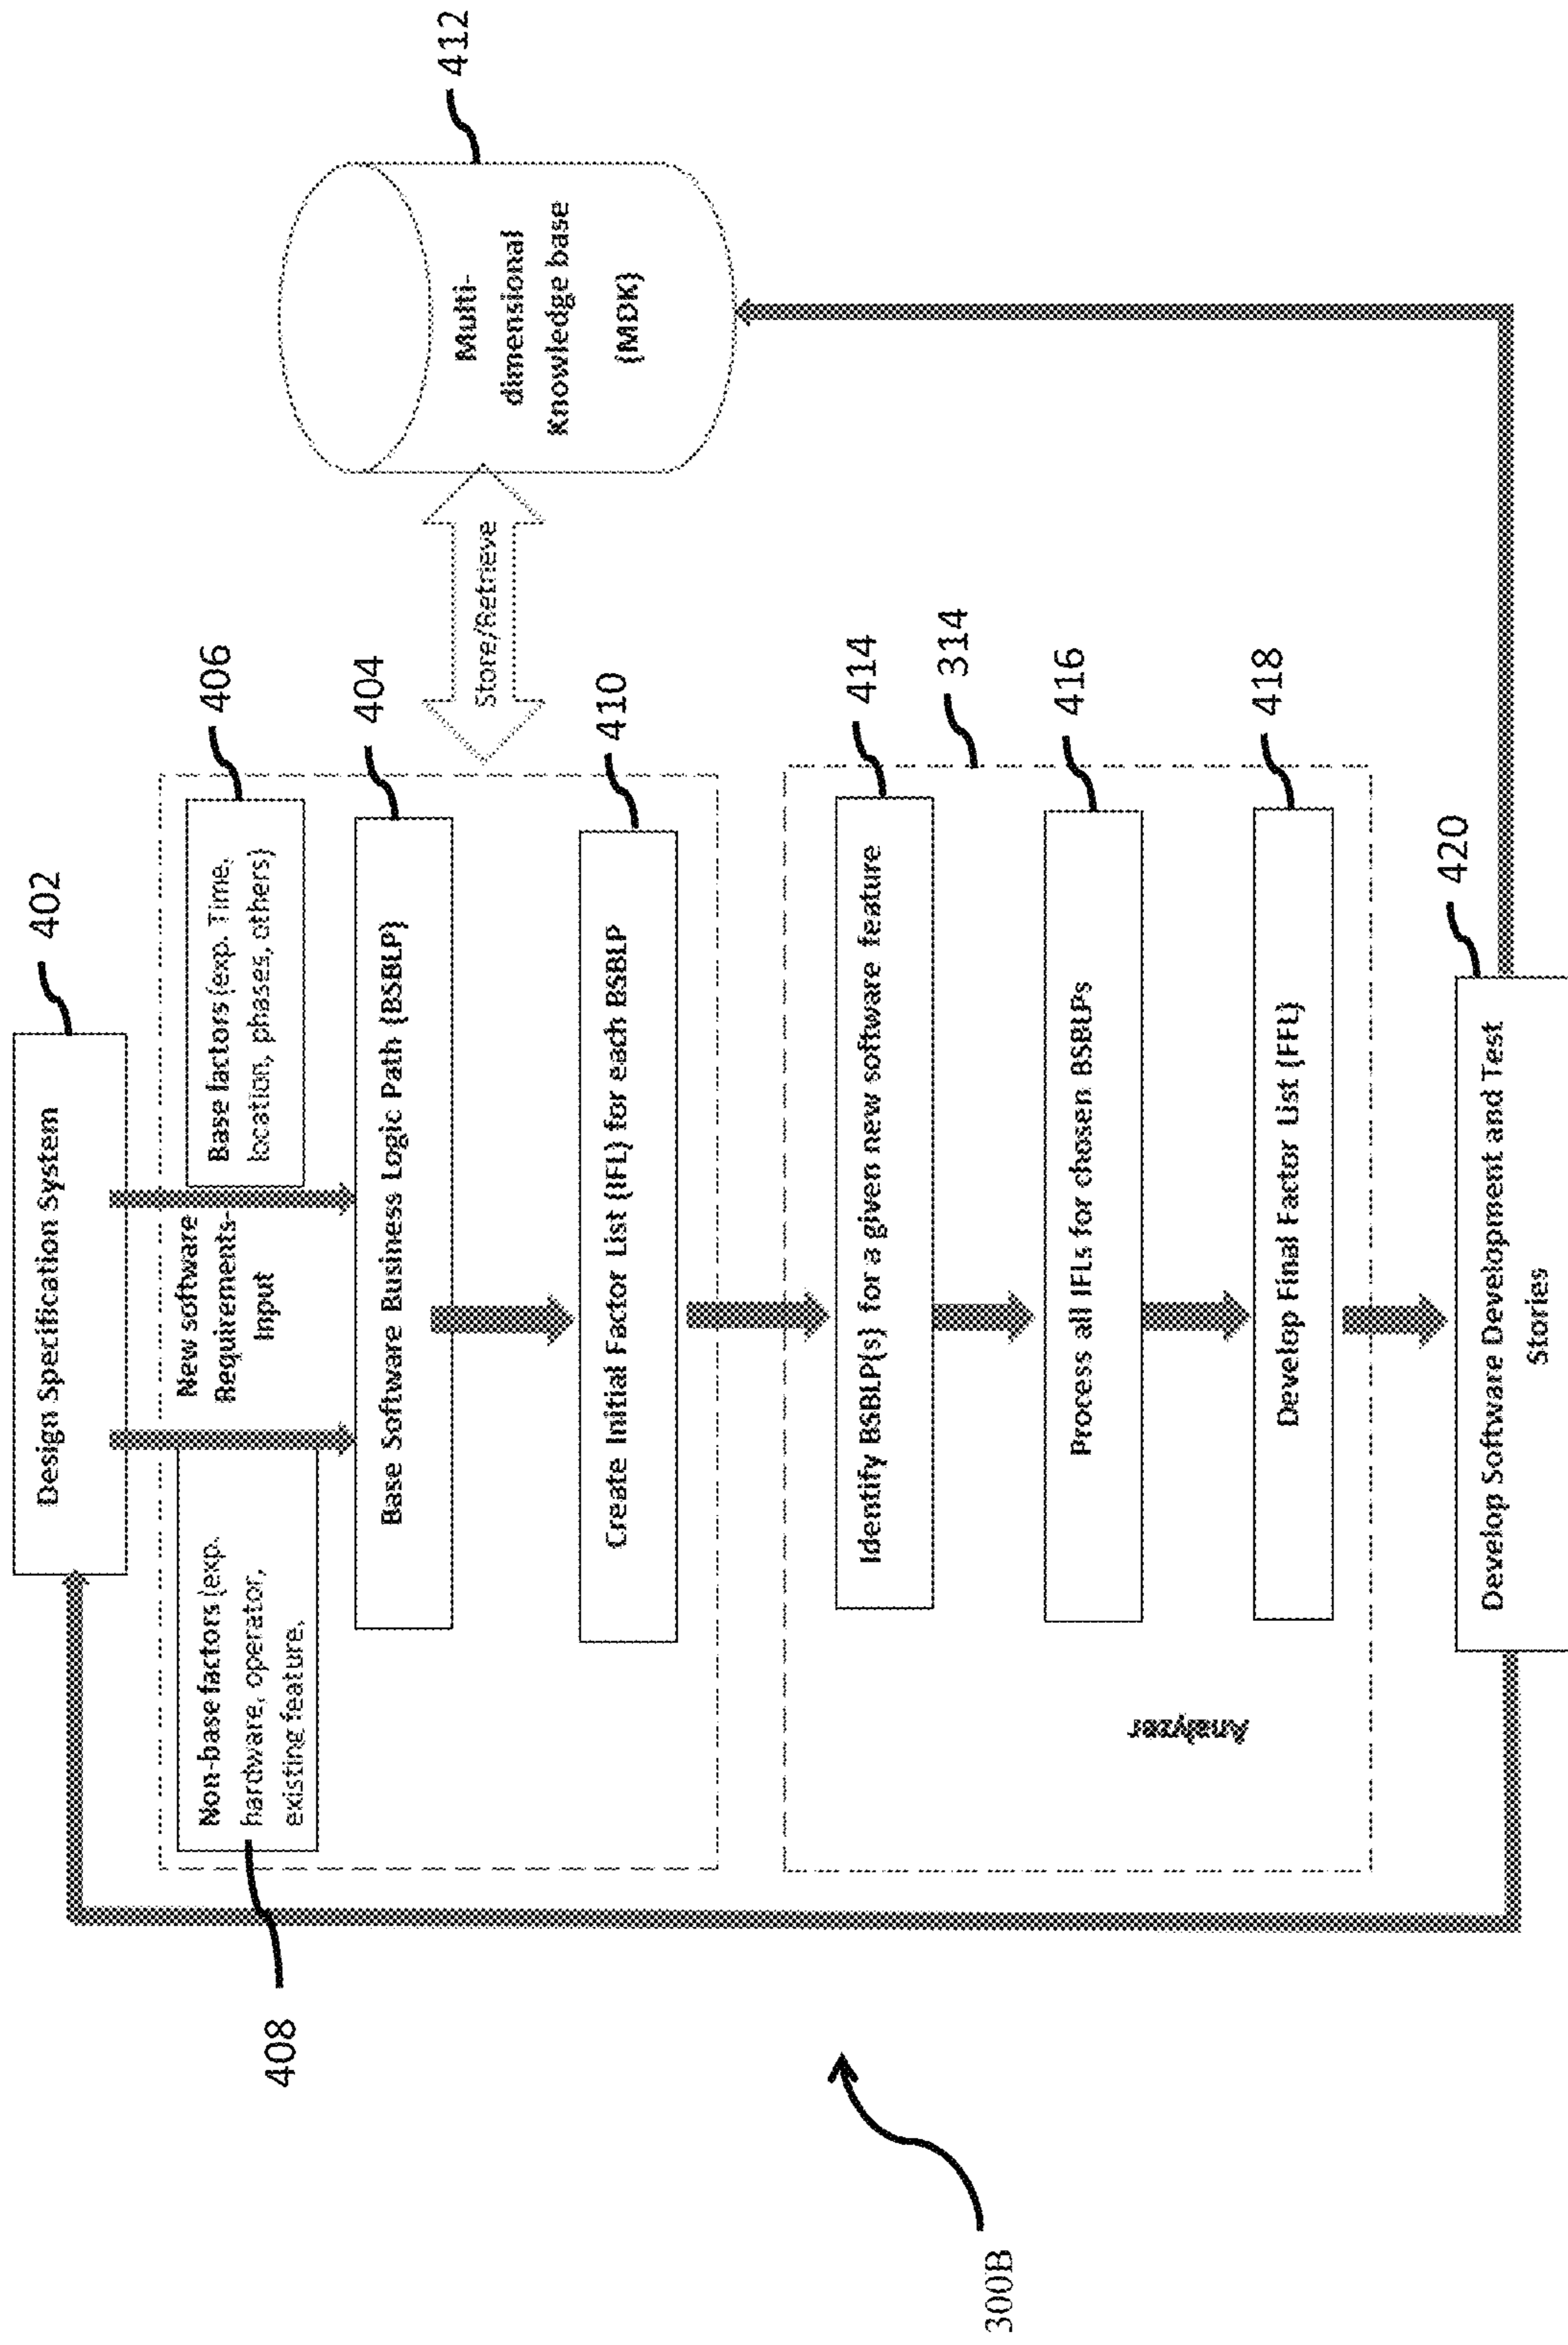 Design Specification System
402
Non-base factors (exp.
hardware, operator,
existing feature,
408
New software
Requirements-
Input
Base factors (exp. Time,
location, phases, others)
406
Base Software Business Logic Path (BSBLP)
404
Create Initial Factor List (IFL) for each BSBLP
410
Store/Retrieve
Multi-
dimensional
Knowledge base
(MDK)
412
Identify BSBLP(s) for a given new software feature
414
314
Process all IFLs for chosen BSBLPs
416
Analyzer
Develop Final Factor List (FFL)
418
Develop Software Development and Test
Stories
420
300B